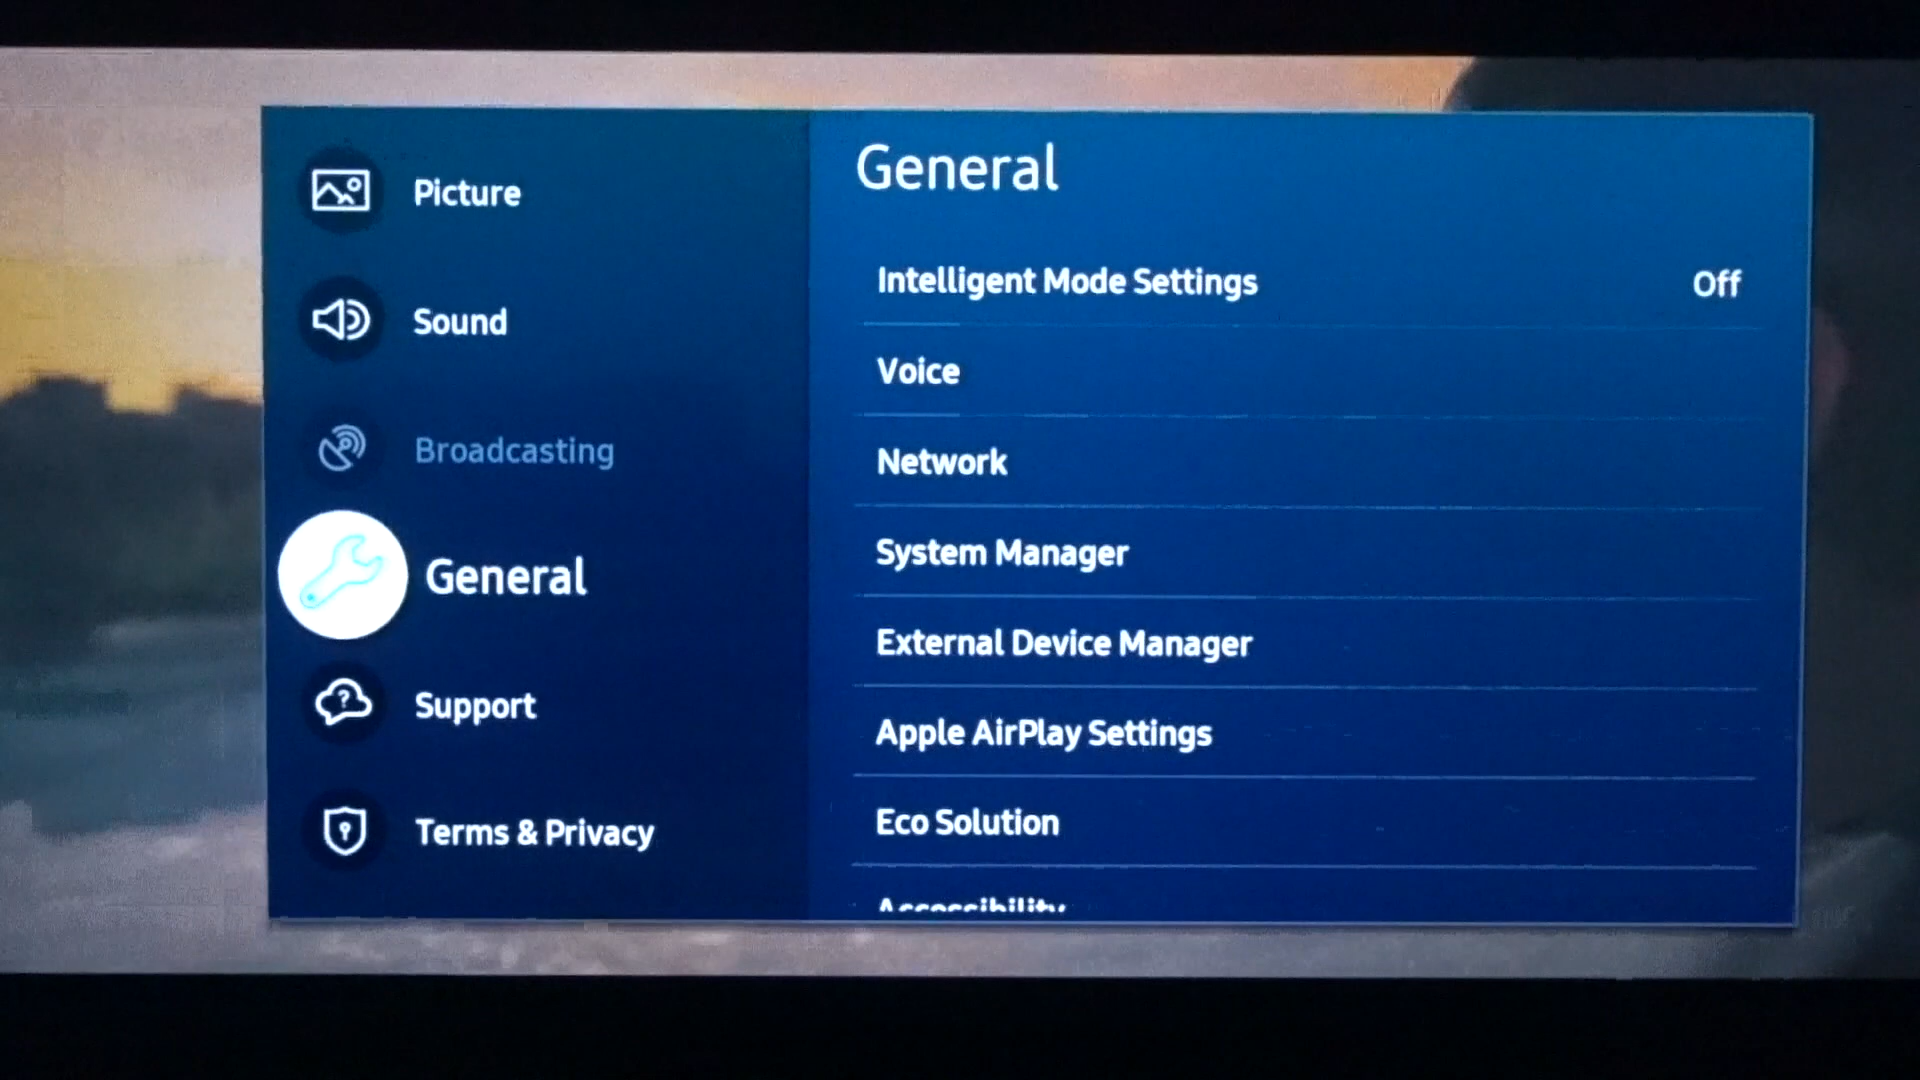 Picture
Sound
Broadcasting
General
Support
Terms & Privacy
General
Intelligent Mode Settings Off
Voice
Network
System Manager
External Device Manager
Apple AirPlay Settings
Eco Solution
Accessibility